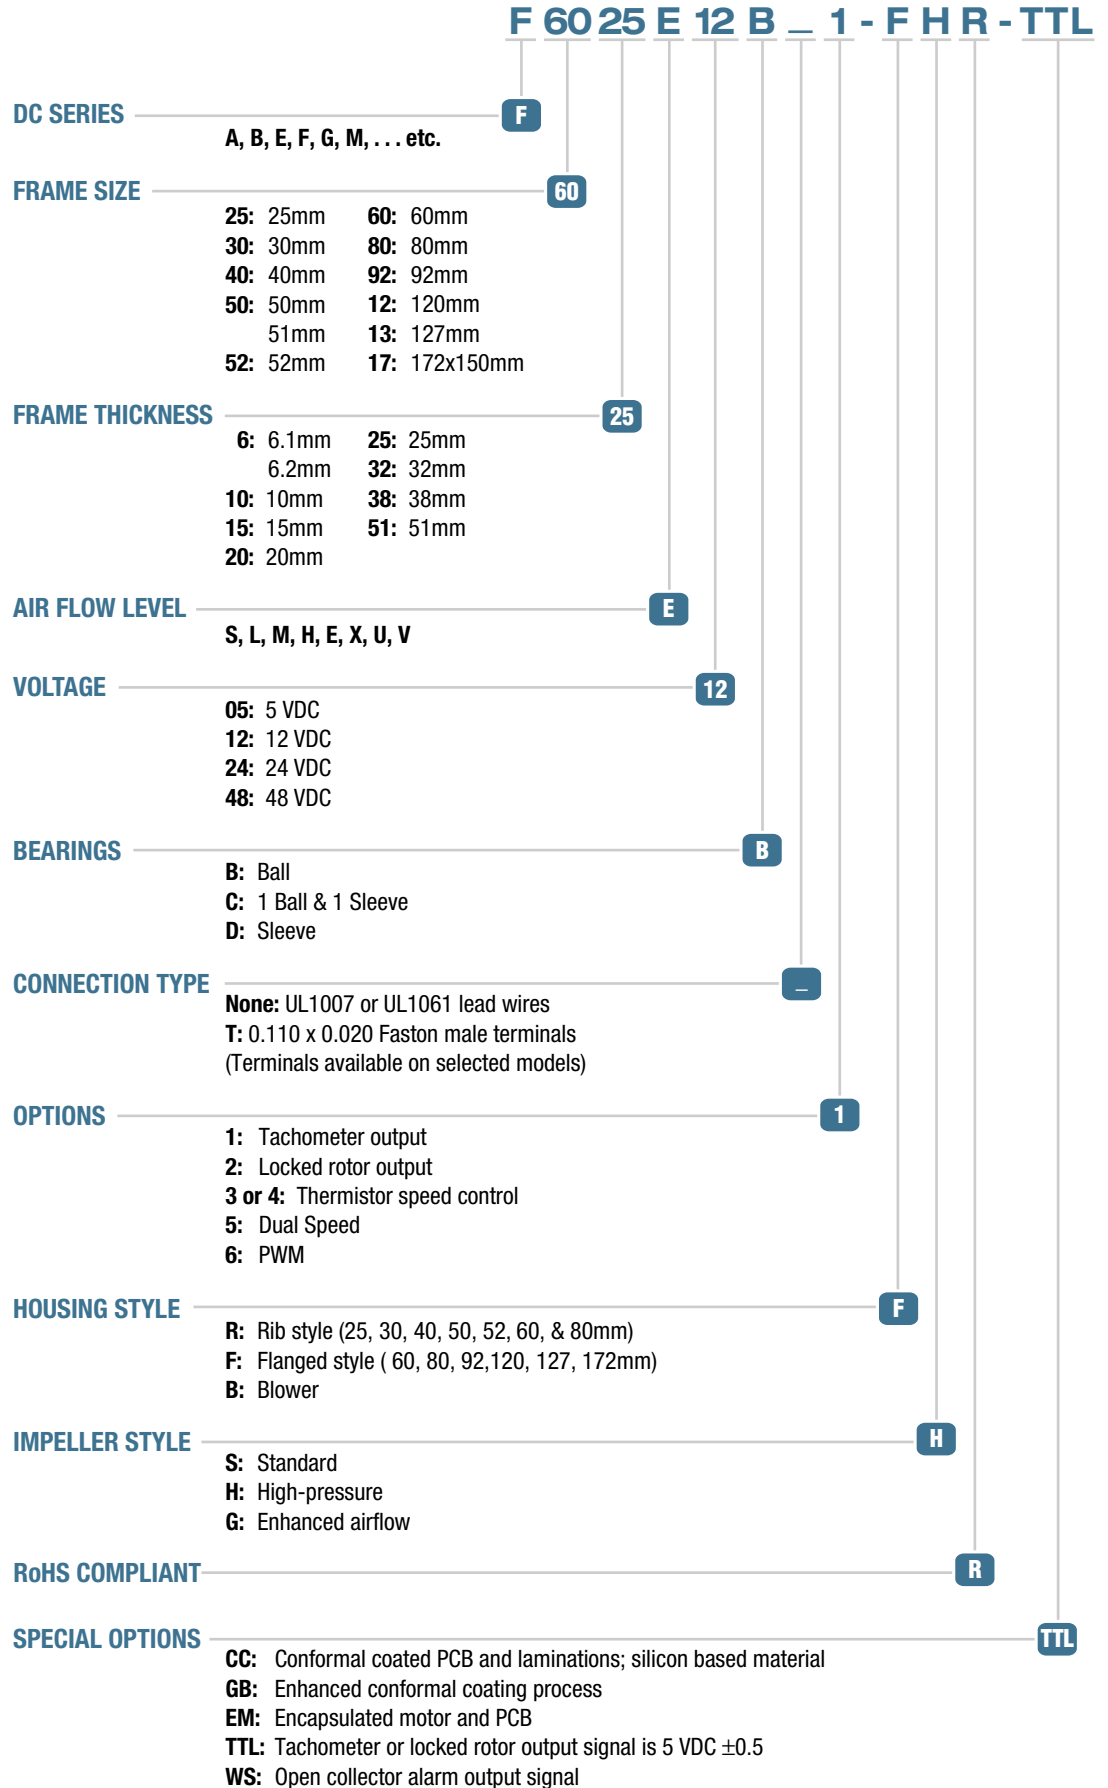 F 60 25 E 12 B _ 1 - F H R - TTL
DC SERIES F
A, B, E, F, G, M, . . . etc.
FRAME SIZE 60
25: 25mm 60: 60mm
30: 30mm 80: 80mm
40: 40mm 92: 92mm
50: 50mm 12: 120mm
51mm 13: 127mm
52: 52mm 17: 172x150mm
FRAME THICKNESS 25
6: 6.1mm 25: 25mm
6.2mm 32: 32mm
10: 10mm 38: 38mm
15: 15mm 51: 51mm
20: 20mm
AIR FLOW LEVEL E
S, L, M, H, E, X, U, V
VOLTAGE 12
05: 5 VDC
12: 12 VDC
24: 24 VDC
48: 48 VDC
BEARINGS B
B: Ball
C: 1 Ball & 1 Sleeve
D: Sleeve
CONNECTION TYPE _
None: UL1007 or UL1061 lead wires
T: 0.110 x 0.020 Faston male terminals
(Terminals available on selected models)
OPTIONS 1
1: Tachometer output
2: Locked rotor output
3 or 4: Thermistor speed control
5: Dual Speed
6: PWM
HOUSING STYLE F
R: Rib style (25, 30, 40, 50, 52, 60, & 80mm)
F: Flanged style ( 60, 80, 92,120, 127, 172mm)
B: Blower
IMPELLER STYLE H
S: Standard
H: High-pressure
G: Enhanced airflow
RoHS COMPLIANT R
SPECIAL OPTIONS TTL
CC: Conformal coated PCB and laminations; silicon based material
GB: Enhanced conformal coating process
EM: Encapsulated motor and PCB
TTL: Tachometer or locked rotor output signal is 5 VDC ±0.5
WS: Open collector alarm output signal